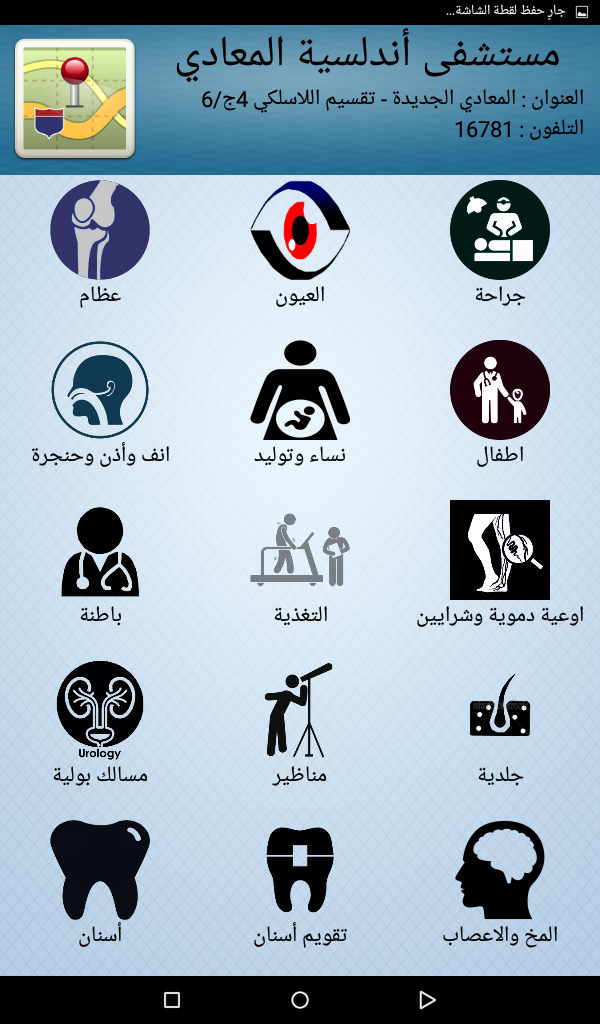 جارٍ حفظ لقطة الشاشة...
مستشفى أندلسية المعادي
العنوان : المعادي الجديدة - تقسيم اللاسلكي 4ج/6
التلفون : 16781
جراحة
العيون
عظام
اطفال
نساء وتوليد
انف وأذن وحنجرة
اوعية دموية وشرايين
التغذية
باطنة
Urology
جلدية
مناظير
مسالك بولية
المخ والاعصاب
تقويم أسنان
أسنان